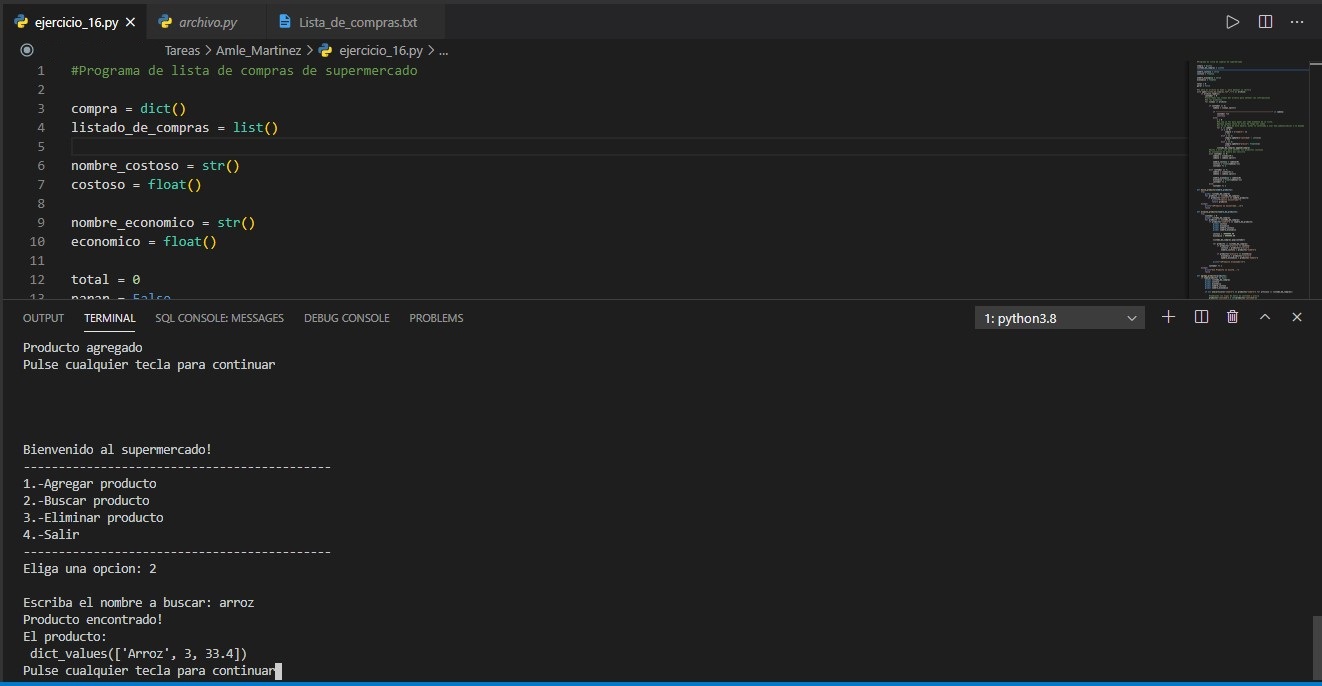 ejercicio_16.py
archivo.py
Lista_de_compras.txt
Tareas > Amle_Martinez > ejercicio_16.py > ...
1 #Programa de lista de compras de supermercado
2
3 compra = dict()
4 listado_de_compras = list()
5
6 nombre_costoso = str()
7 costoso = float()
8
9 nombre_economico = str()
10 economico = float()
11
12 total = 0
13 parar = False
OUTPUT TERMINAL SQL CONSOLE: MESSAGES DEBUG CONSOLE PROBLEMS 1: python3.8
Producto agregado
Pulse cualquier tecla para continuar
Bienvenido al supermercado!
--------------------------------------------
1.-Agregar producto
2.-Buscar producto
3.-Eliminar producto
4.-Salir
--------------------------------------------
Eliga una opcion: 2
Escriba el nombre a buscar: arroz
Producto encontrado!
El producto:
dict_values(['Arroz', 3, 33.4])
Pulse cualquier tecla para continuar